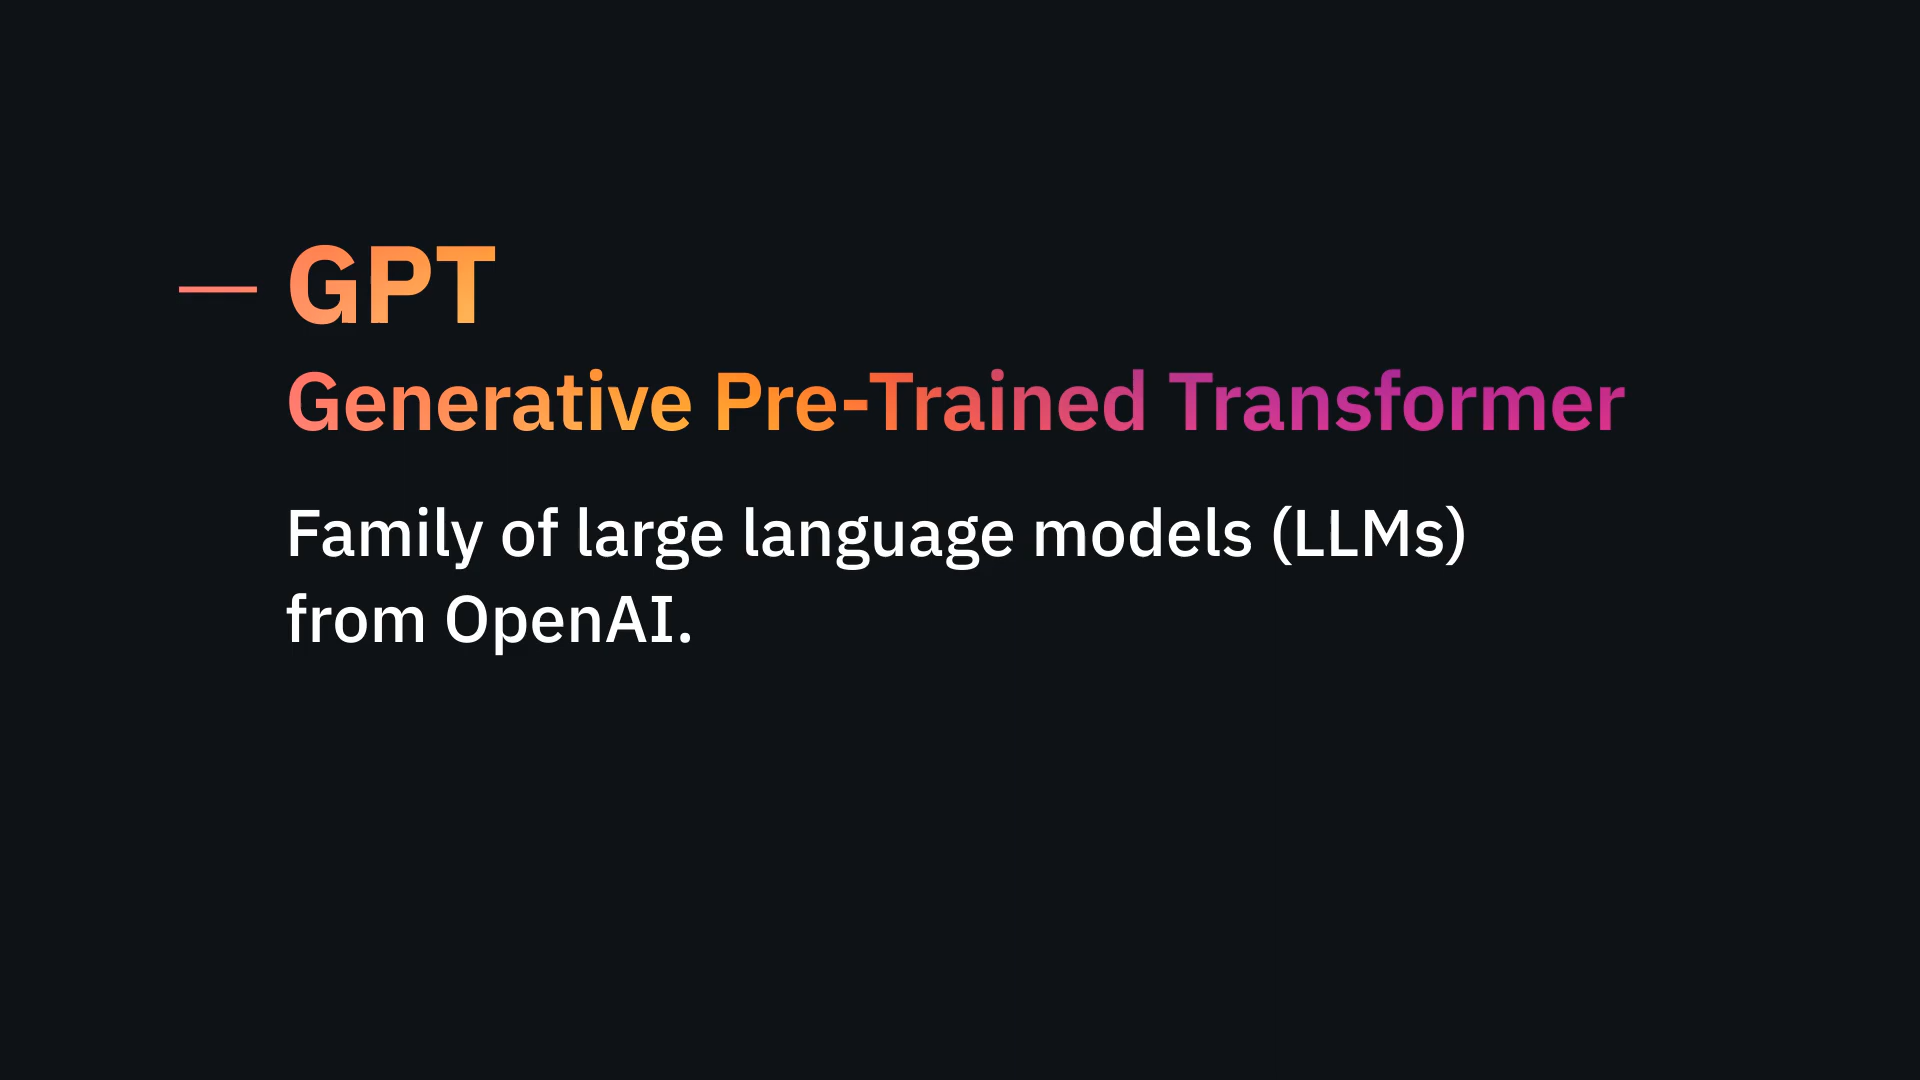 GPT
Generative Pre-Trained Transformer
Family of large language models (LLMs)
from OpenAI.